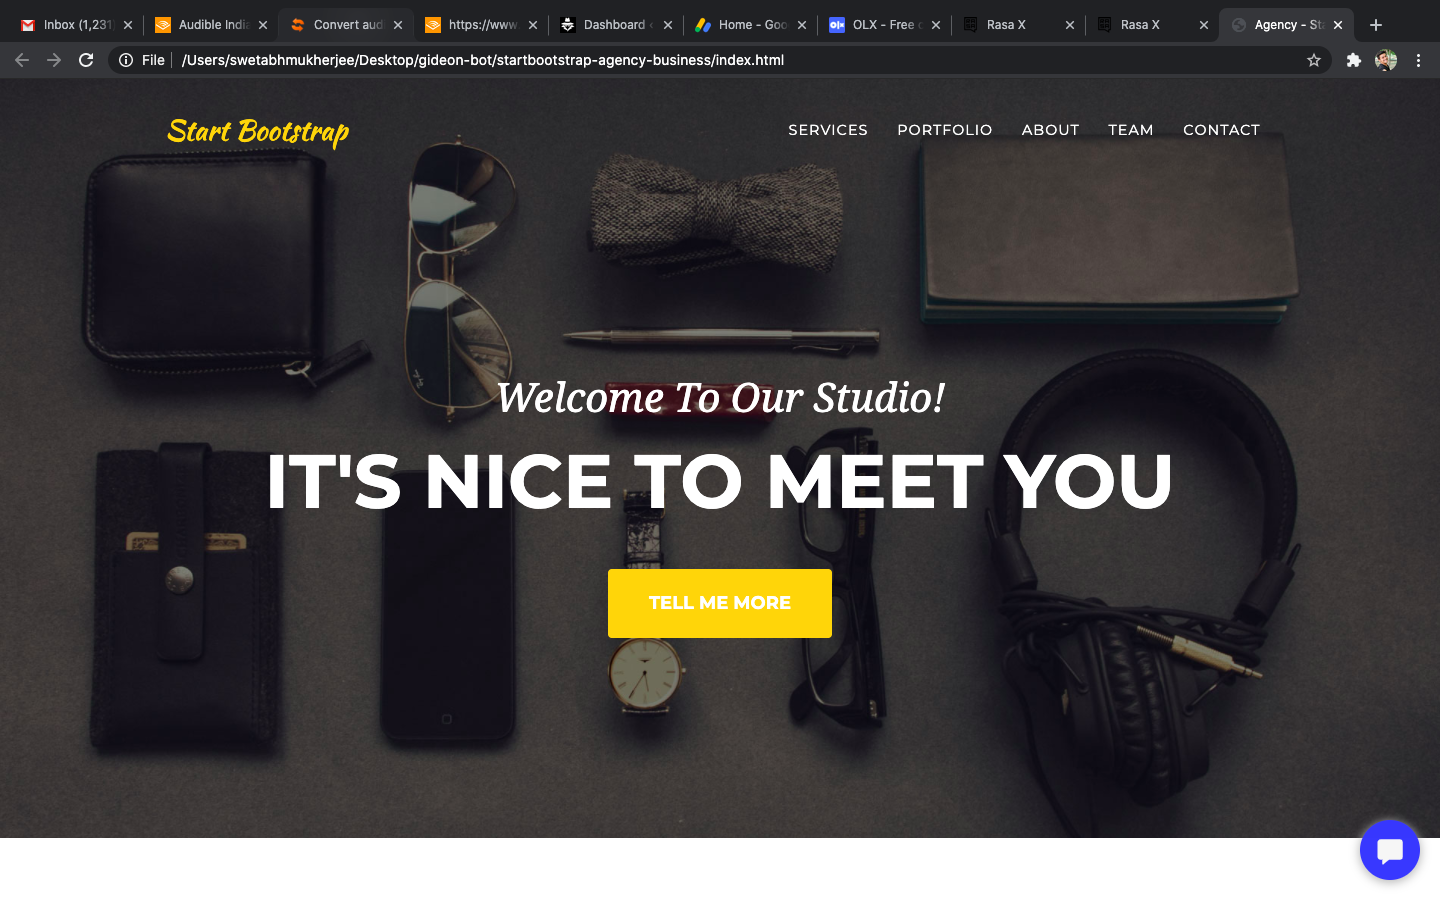 Inbox (1,231
Audible India
Convert aud
https://www
Dashboard
Home - Goo
OLX - Free c
Rasa X
Rasa X
Agency - Sta
File
/Users/swetabhmukherjee/Desktop/gideon-bot/startbootstrap-agency-business/index.html
Start Bootstrap
SERVICES PORTFOLIO ABOUT TEAM CONTACT
Welcome To Our Studio!
IT'S NICE TO MEET YOU
TELL ME MORE